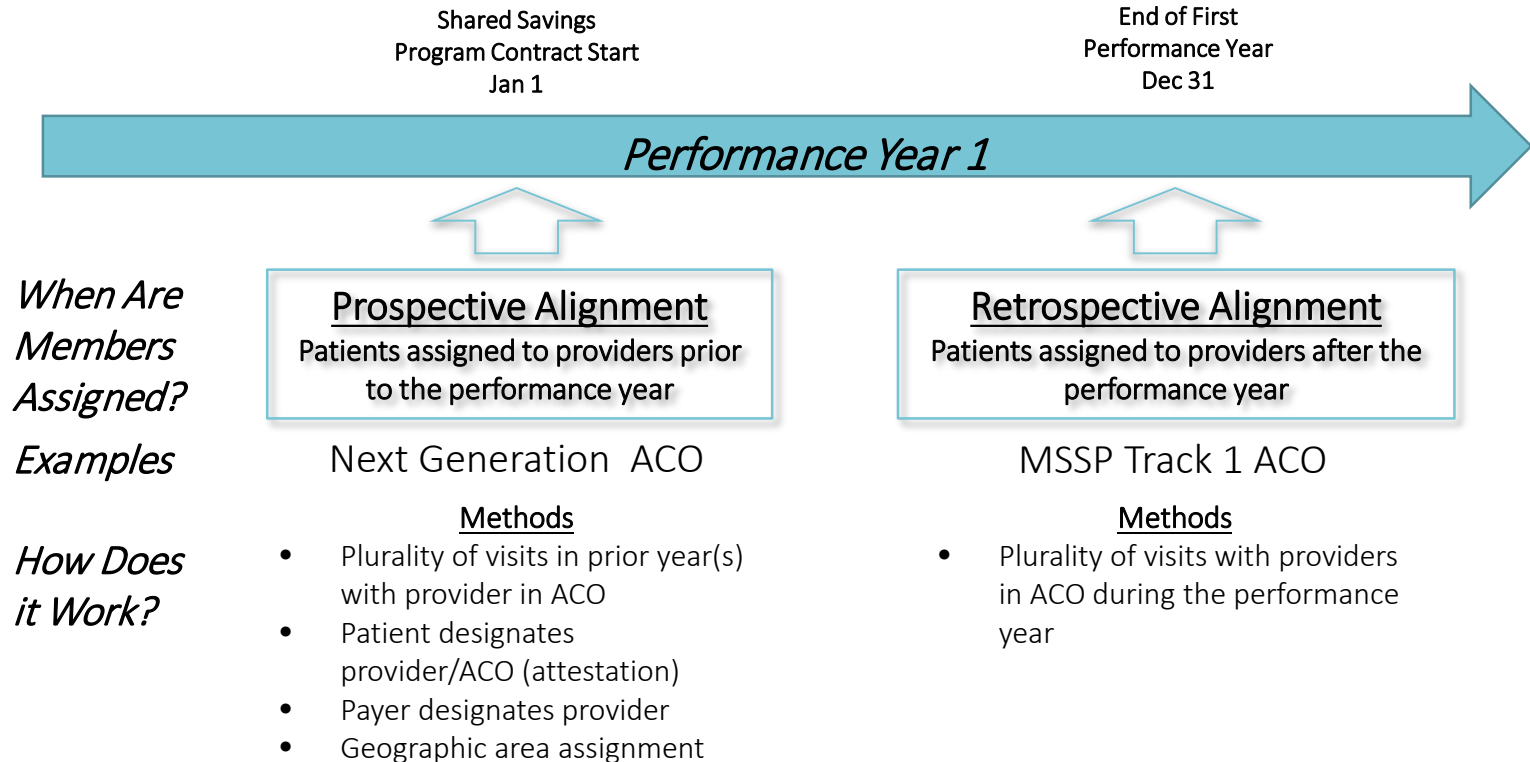 Shared Savings
Program Contract Start
Jan 1
End of First
Performance Year
Dec 31
Performance Year 1
When Are
Members
Assigned?
Prospective Alignment
Patients assigned to providers prior
to the performance year
Retrospective Alignment
Patients assigned to providers after the
performance year
Examples
Next Generation ACO
MSSP Track 1 ACO
How Does
it Work?
Methods
• Plurality of visits in prior year(s)
with provider in ACO
• Patient designates
provider/ACO (attestation)
• Payer designates provider
• Geographic area assignment
Methods
• Plurality of visits with providers
in ACO during the performance
year